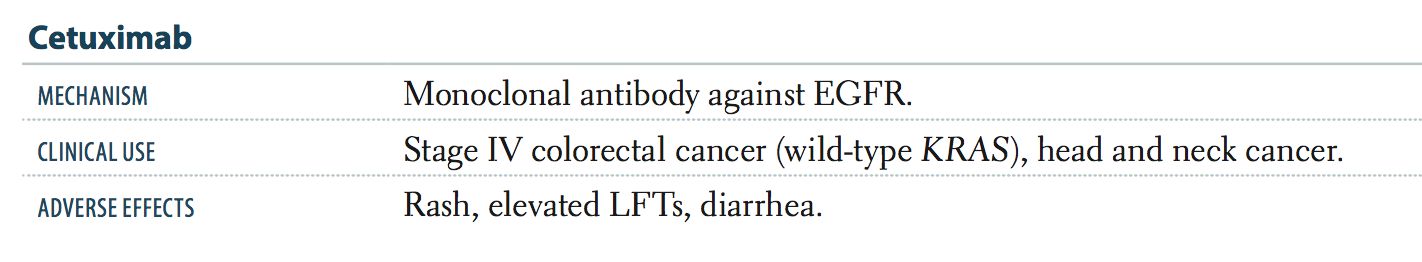 Cetuximab
MECHANISM Monoclonal antibody against EGFR.
CLINICAL USE Stage IV colorectal cancer (wild-type KRAS), head and neck cancer.
ADVERSE EFFECTS Rash, elevated LFTs, diarrhea.